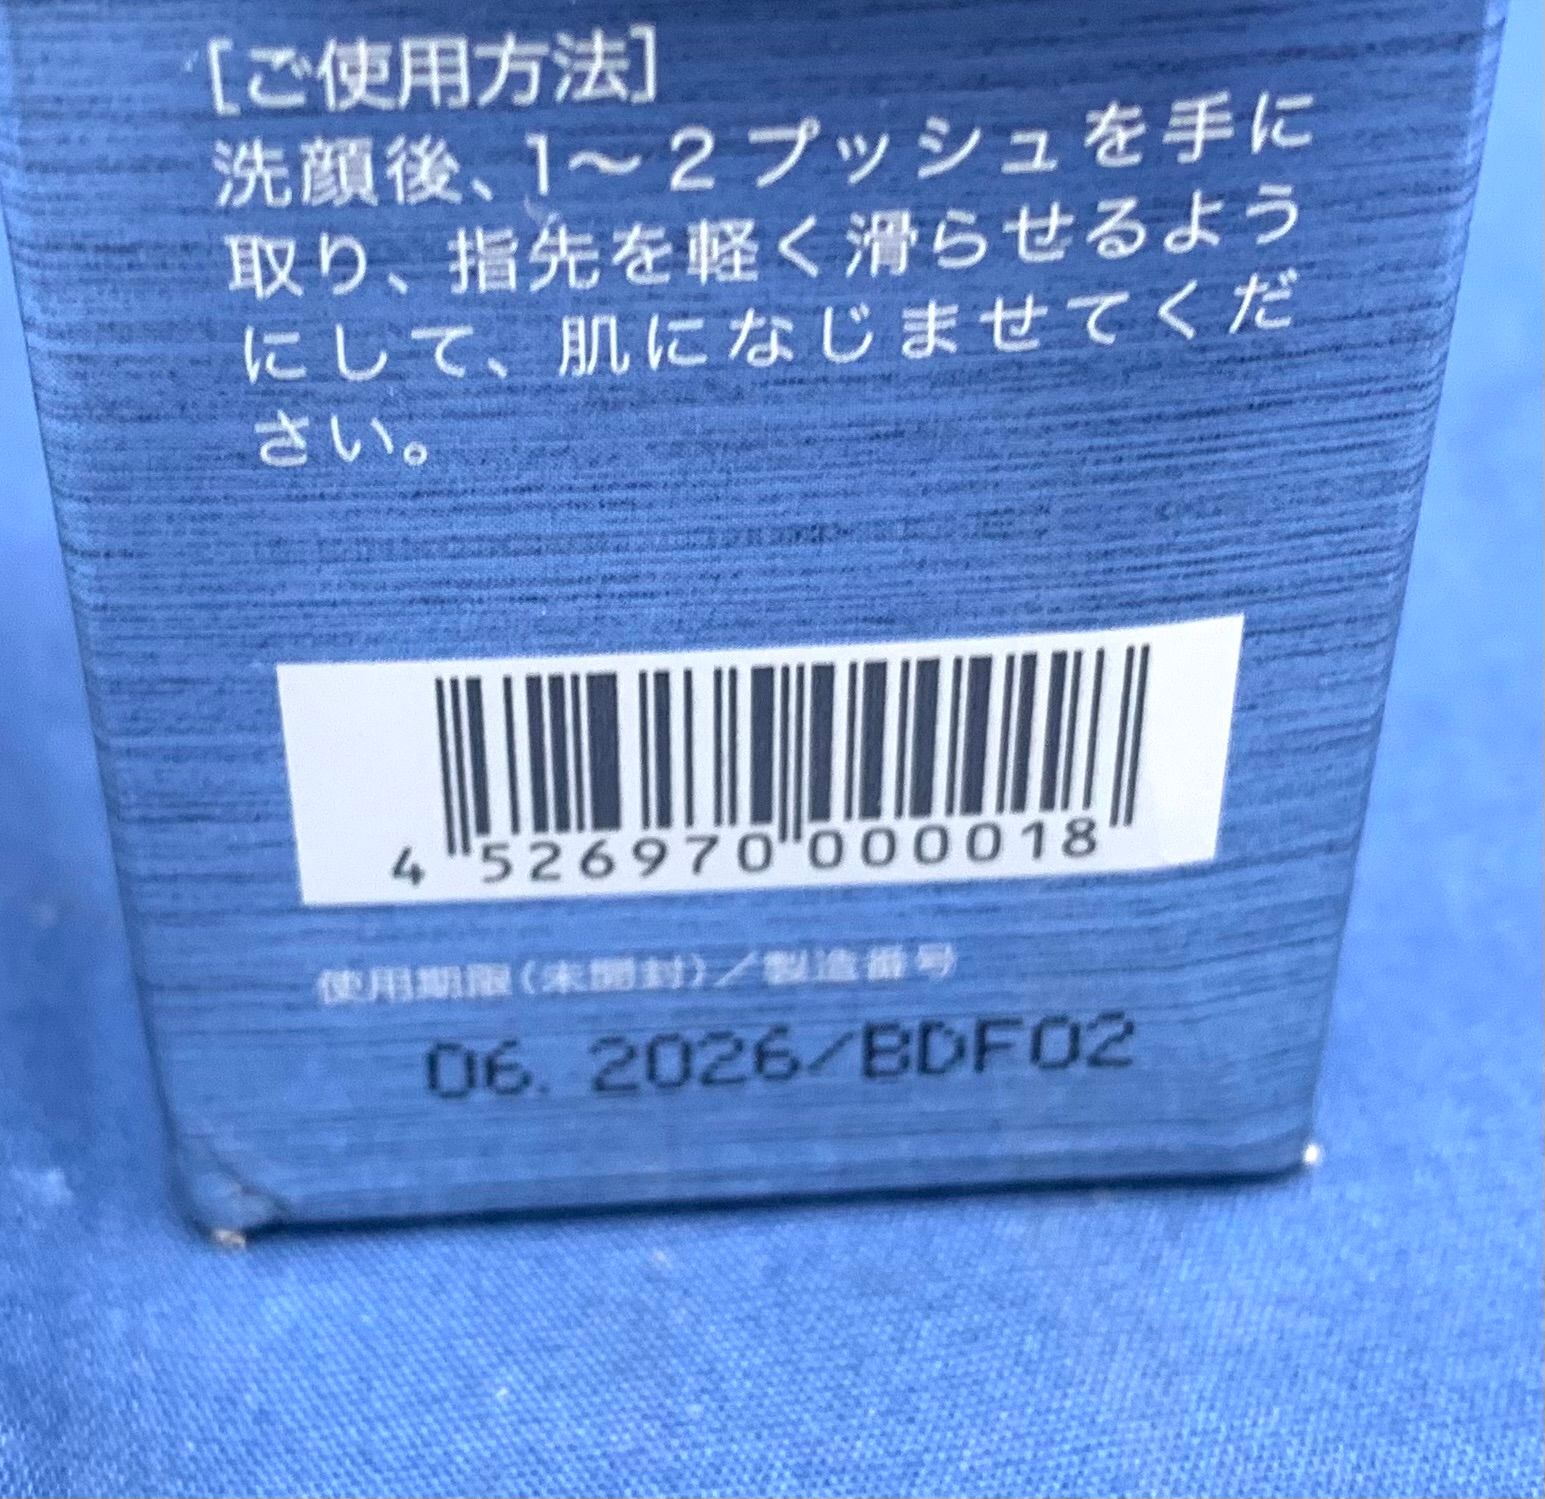 [ご使用方法]
洗顔後、1〜2プッシュを手に
取り、指先を軽く滑らせるよう
にして、肌になじませてくだ
さい。
4 526970 000018
使用期限(未開封)/製造番号
06. 2026/BDF02